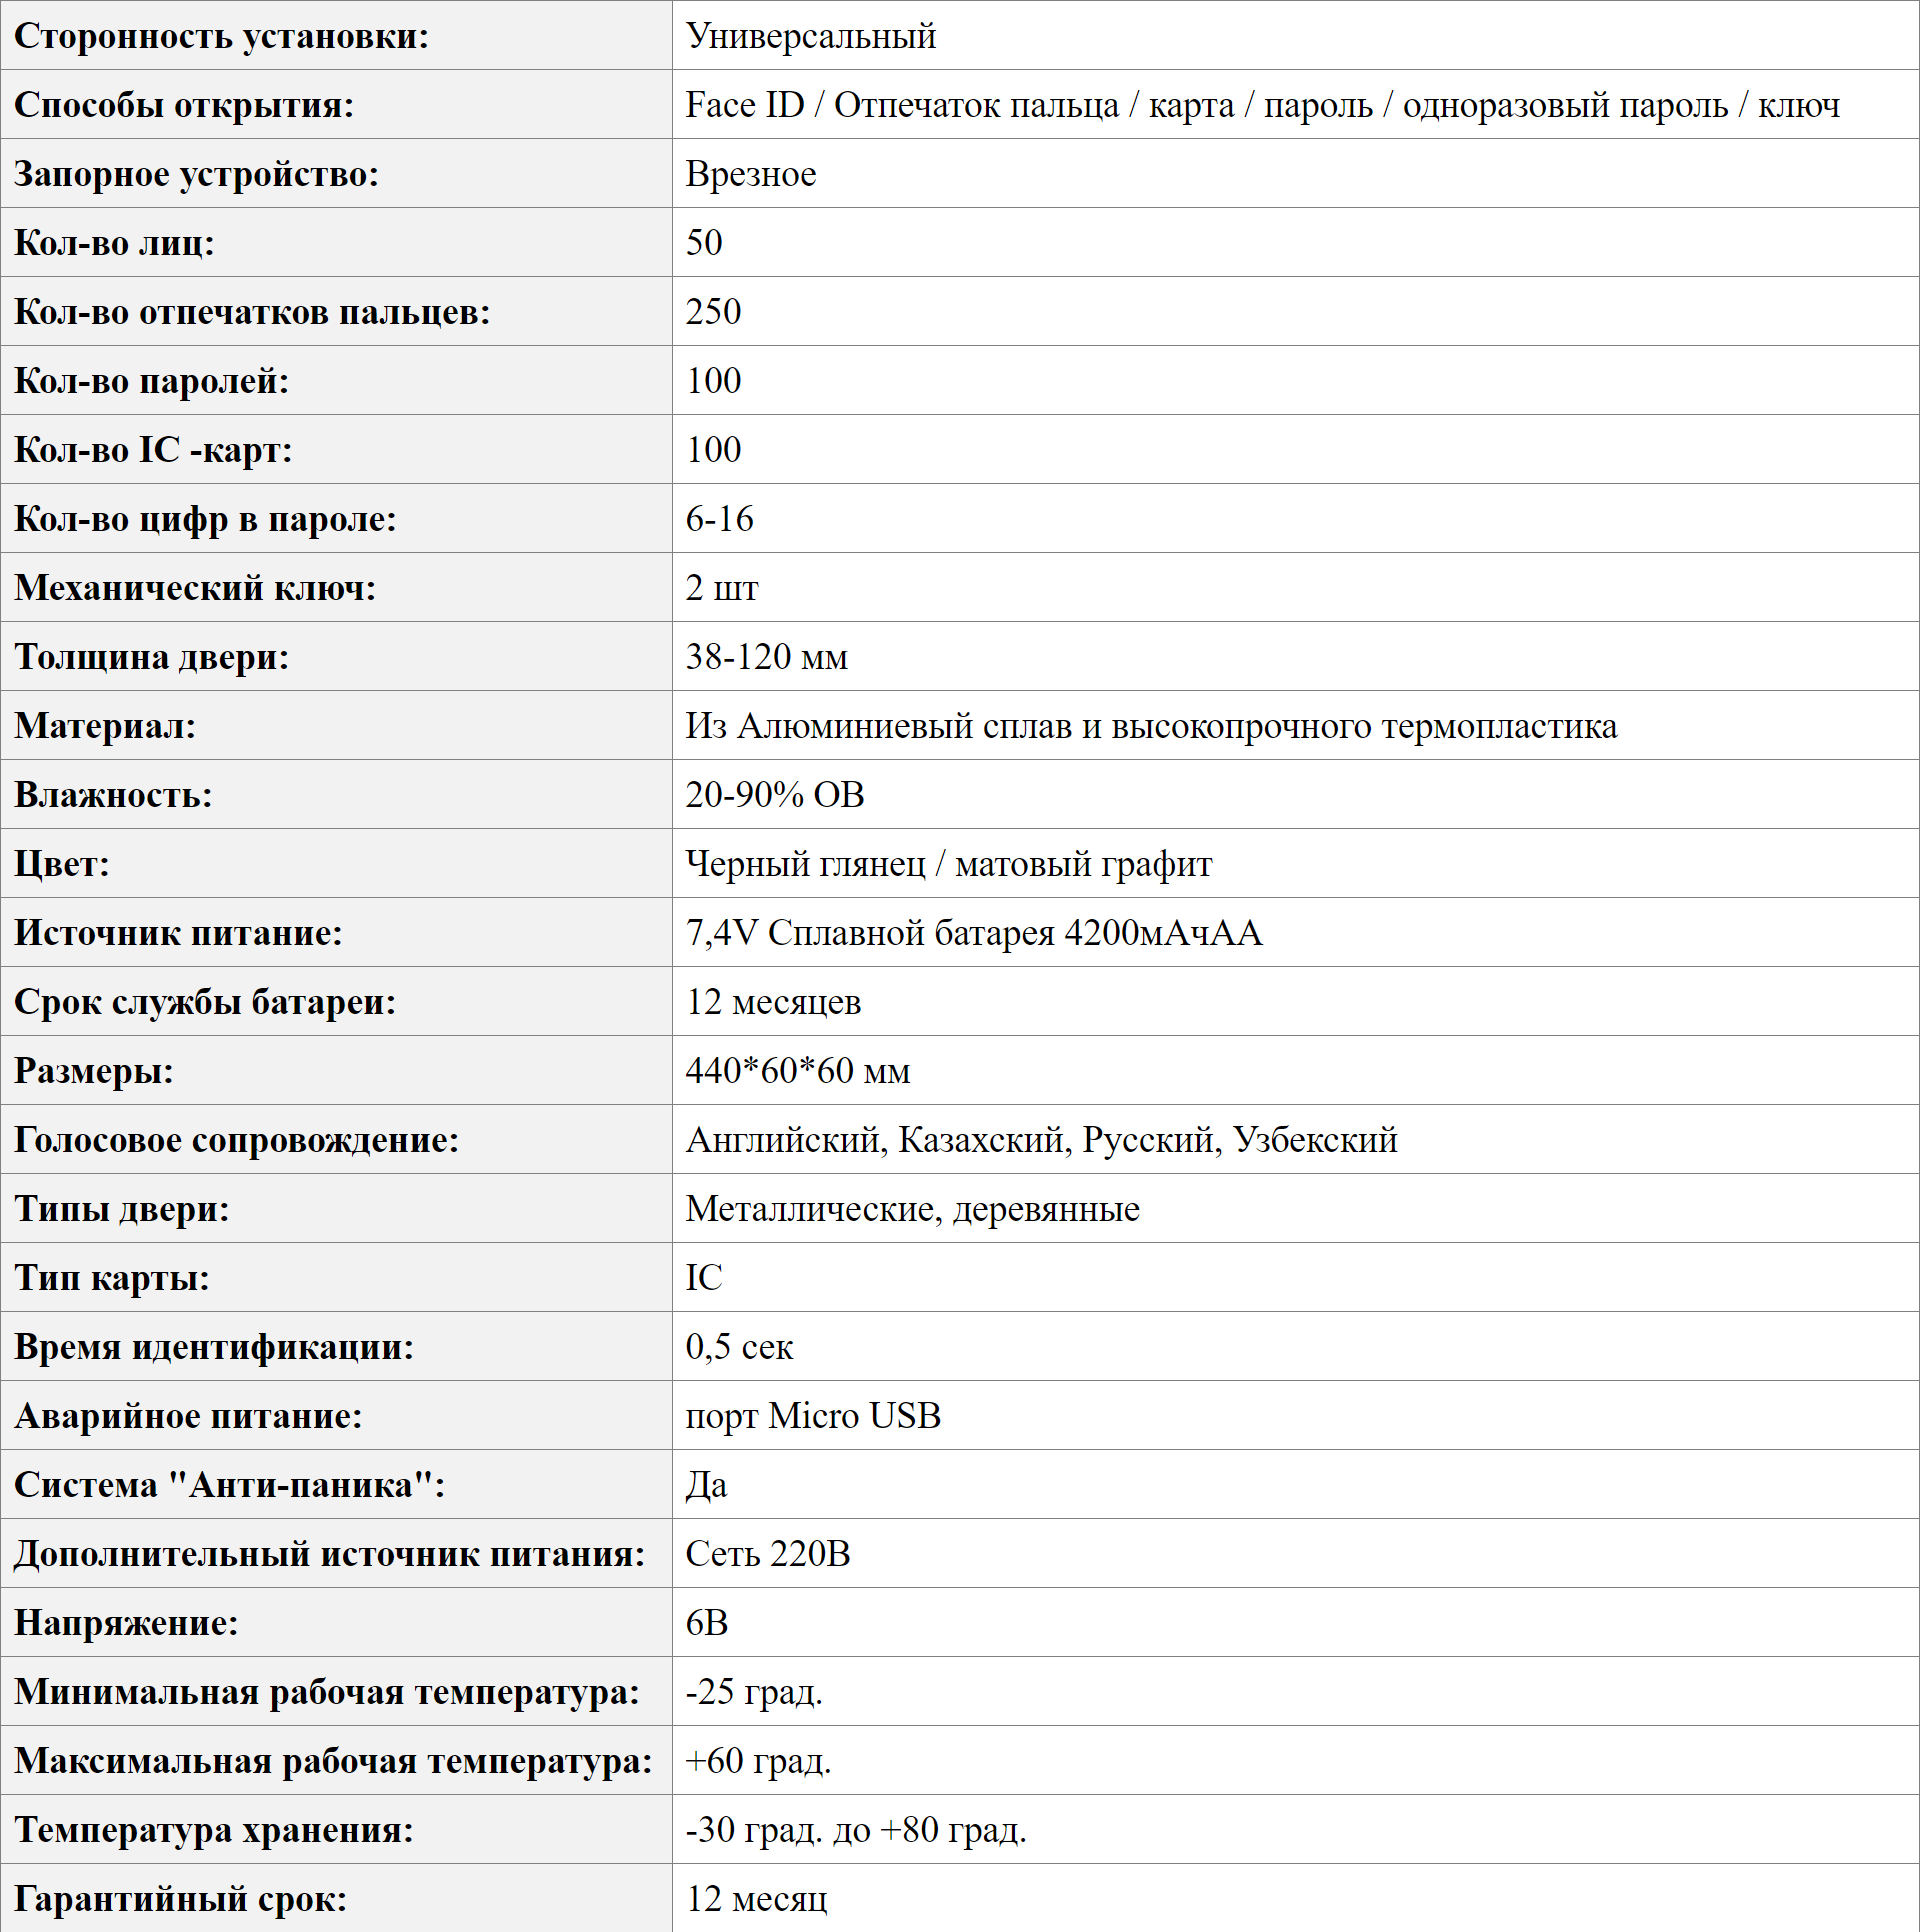 Сторонность установки: Универсальный
Способы открытия: Face ID / Отпечаток пальца / карта / пароль / одноразовый пароль / ключ
Запорное устройство: Врезное
Кол-во лиц: 50
Кол-во отпечатков пальцев: 250
Кол-во паролей: 100
Кол-во IC -карт: 100
Кол-во цифр в пароле: 6-16
Механический ключ: 2 шт
Толщина двери: 38-120 мм
Материал: Из Алюминиевый сплав и высокопрочного термопластика
Влажность: 20-90% ОВ
Цвет: Черный глянец / матовый графит
Источник питание: 7,4V Сплавной батарея 4200мАчАА
Срок службы батареи: 12 месяцев
Размеры: 440*60*60 мм
Голосовое сопровождение: Английский, Казахский, Русский, Узбекский
Типы двери: Металлические, деревянные
Тип карты: IC
Время идентификации: 0,5 сек
Аварийное питание: порт Micro USB
Система "Анти-паника": Да
Дополнительный источник питания: Сеть 220В
Напряжение: 6В
Минимальная рабочая температура: -25 град.
Максимальная рабочая температура: +60 град.
Температура хранения: -30 град. до +80 град.
Гарантийный срок: 12 месяц